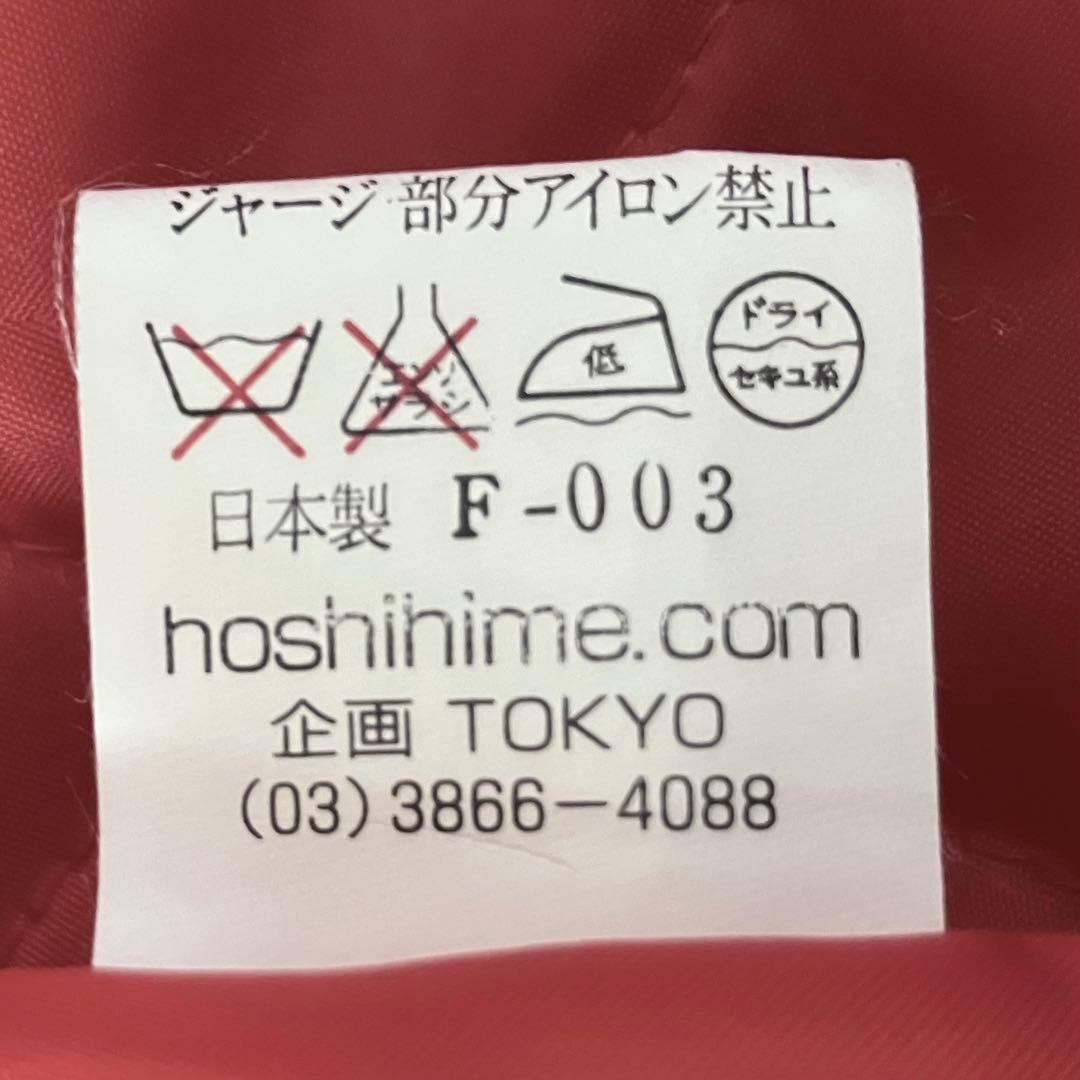 ジャージ 部分アイロン禁止
エンソ
サラシ
低
ドライ
セキユ系
日本製 F-003
hoshihime.com
企画 TOKYO
(03)3866-4088